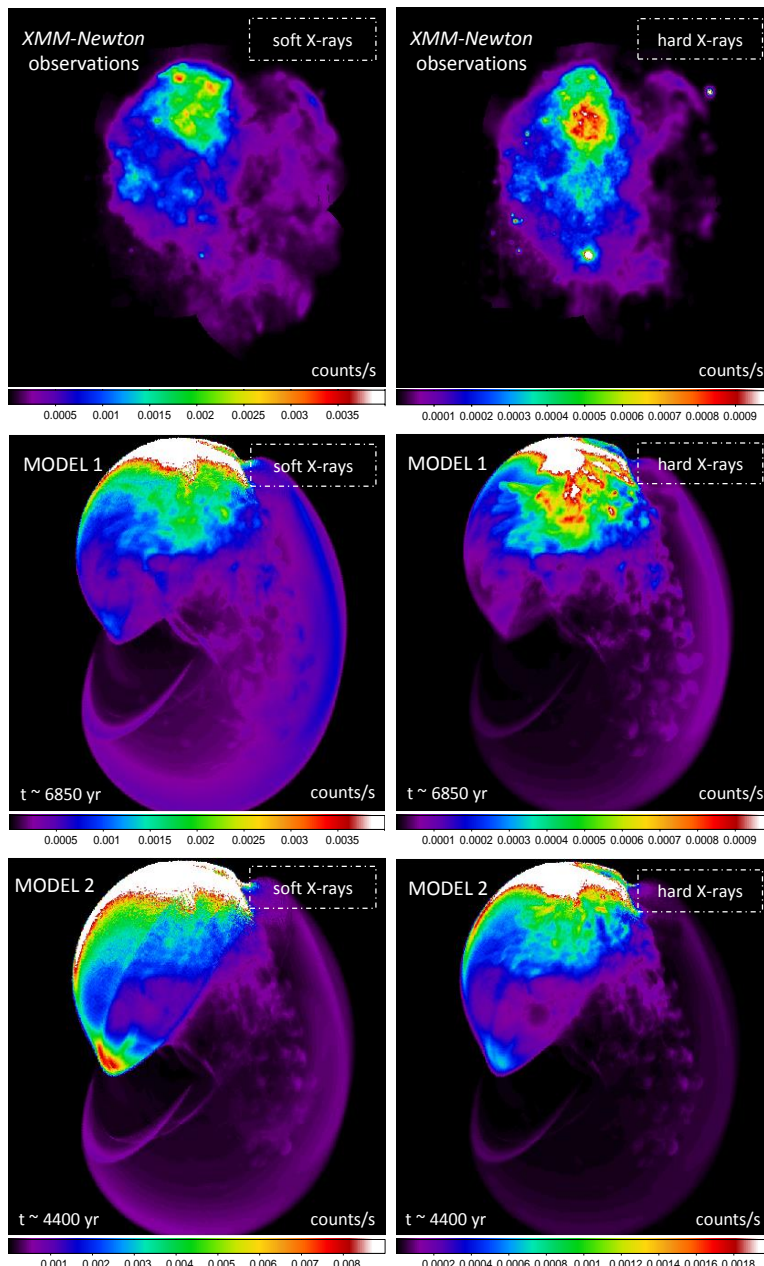 XMM-Newton
observations
soft X-rays
counts/s
0.0005 0.001 0.0015 0.002 0.0025 0.003 0.0035
XMM-Newton
observations
hard X-rays
counts/s
0.0001 0.0002 0.0003 0.0004 0.0005 0.0006 0.0007 0.0008 0.0009
MODEL 1
soft X-rays
t ~ 6850 yr
counts/s
0.0005 0.001 0.0015 0.002 0.0025 0.003 0.0035
MODEL 1
hard X-rays
t ~ 6850 yr
counts/s
0.0001 0.0002 0.0003 0.0004 0.0005 0.0006 0.0007 0.0008 0.0009
MODEL 2
soft X-rays
t ~ 4400 yr
counts/s
0.001 0.002 0.003 0.004 0.005 0.006 0.007 0.008
MODEL 2
hard X-rays
t ~ 4400 yr
counts/s
0.0002 0.0004 0.0006 0.0008 0.001 0.0012 0.0014 0.0016 0.0018